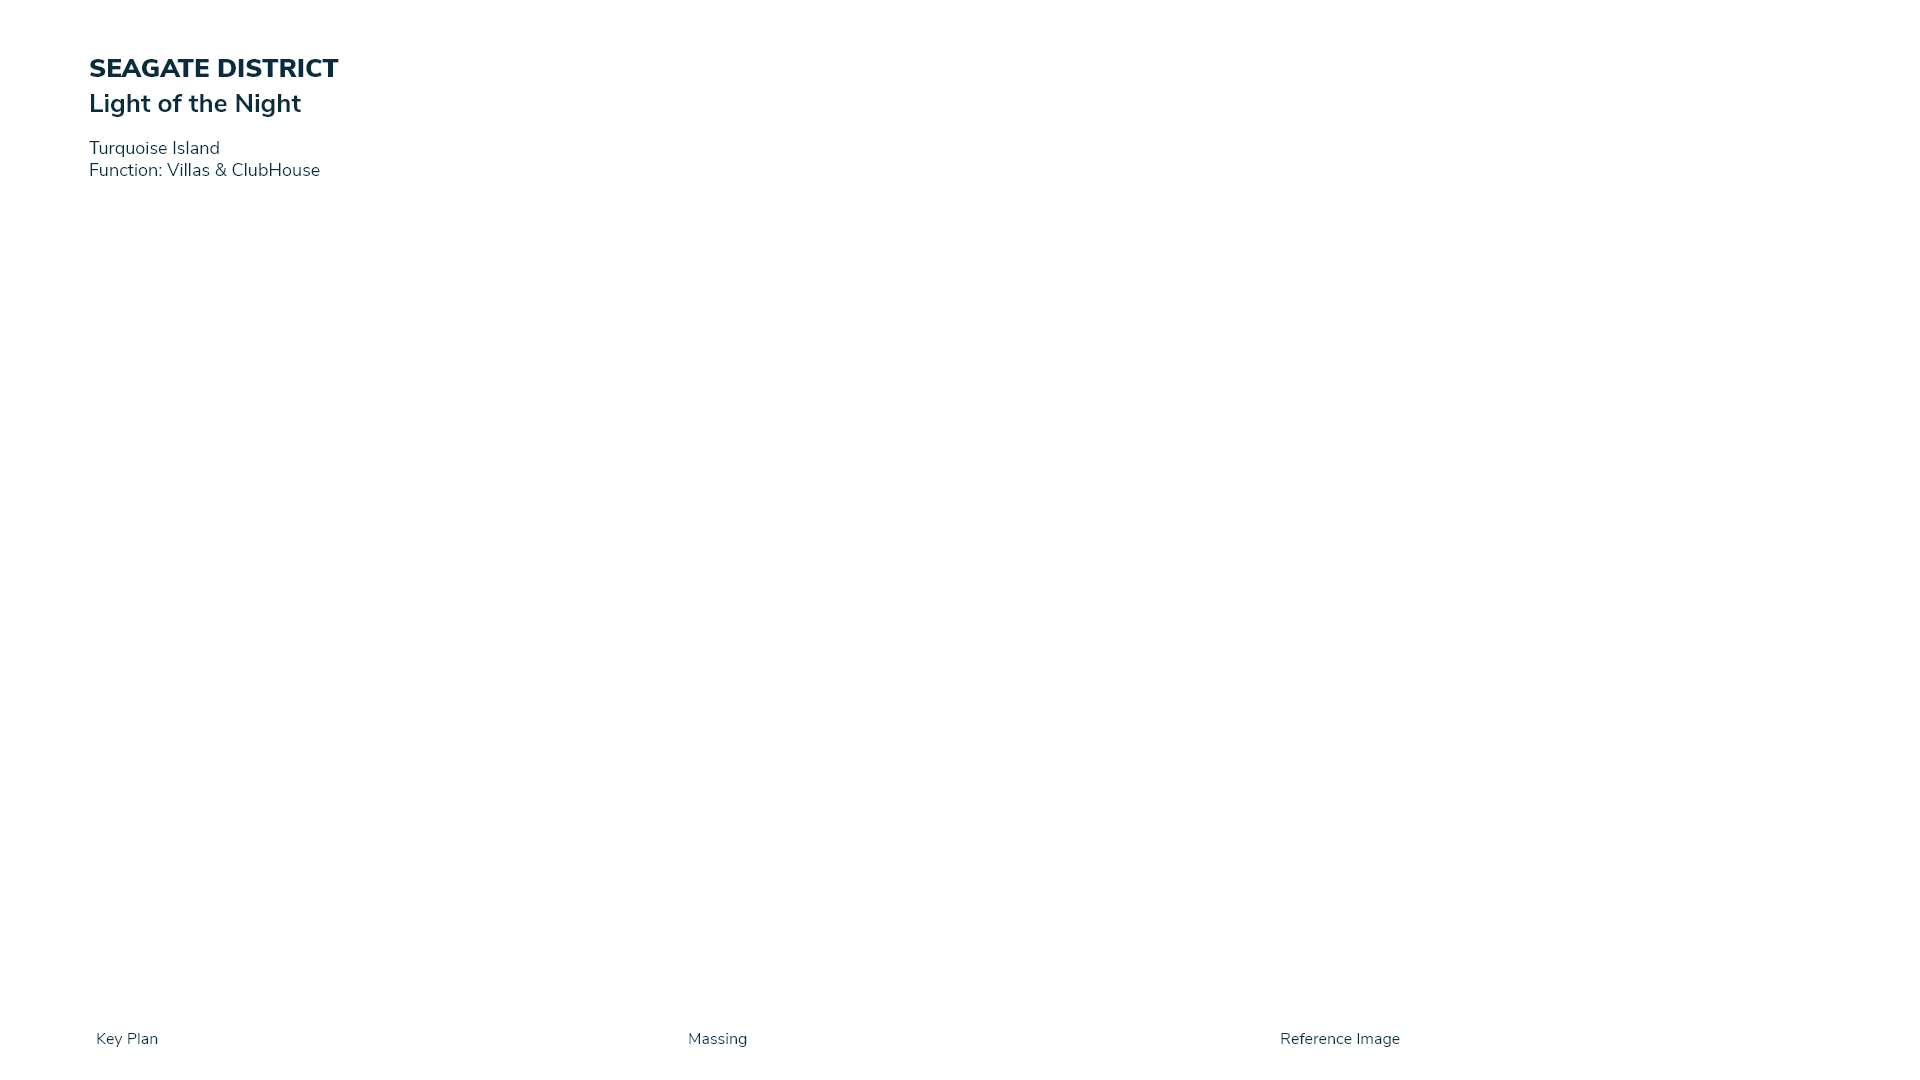 SEAGATE DISTRICT
Light of the Night
Turquoise Island
Function: Villas & ClubHouse
Key Plan
Massing
Reference Image